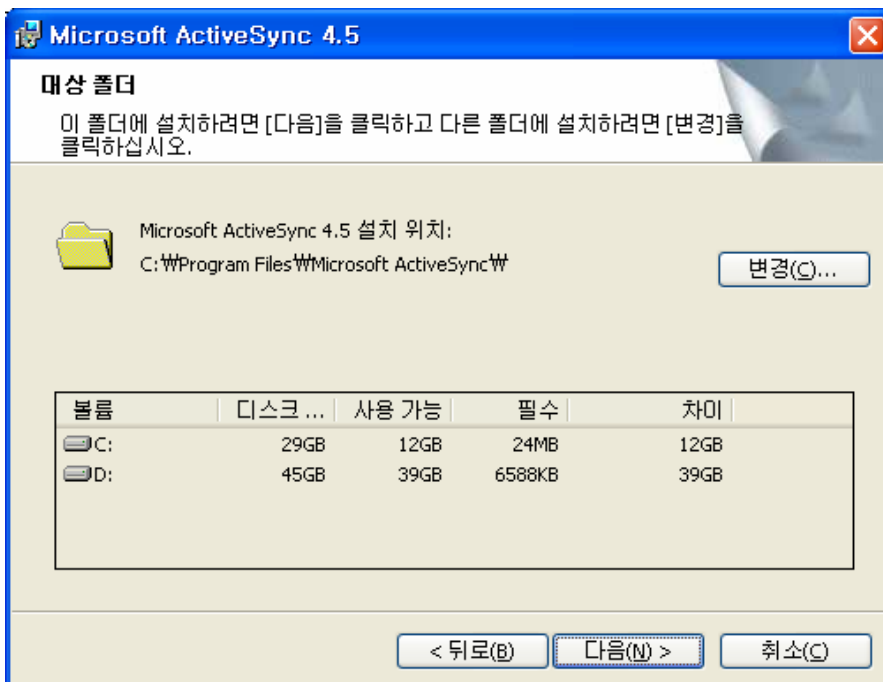 Microsoft ActiveSync 4.5
대상 폴더
이 폴더에 설치하려면 [다음]을 클릭하고 다른 폴더에 설치하려면 [변경]을
클릭하십시오.
Microsoft ActiveSync 4.5 설치 위치:
C:₩Program Files₩Microsoft ActiveSync₩
변경(C)...
볼륨 디스크 ... 사용 가능 필수 차이
C: 29GB 12GB 24MB 12GB
D: 45GB 39GB 6588KB 39GB
< 뒤로(B) 다음(N) > 취소(C)